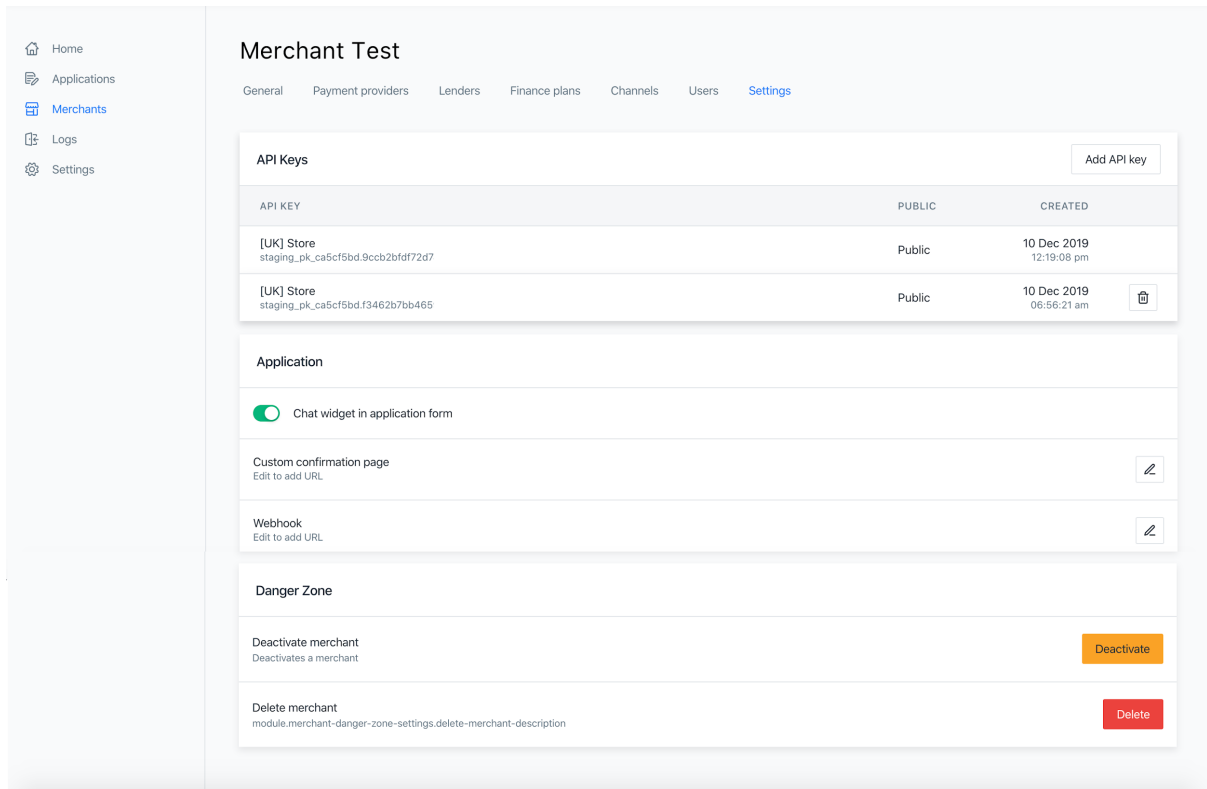 Home
Applications
Merchants
Logs
Settings
Merchant Test
General Payment providers Lenders Finance plans Channels Users Settings
API Keys Add API key
API KEY PUBLIC CREATED
[UK] Store Public 10 Dec 2019
staging_pk_ca5cf5bd.9ccb2bfdf72d7 12:19:08 pm
[UK] Store Public 10 Dec 2019
staging_pk_ca5cf5bd.f3462b7bb465 06:56:21 am
Application
Chat widget in application form
Custom confirmation page
Edit to add URL
Webhook
Edit to add URL
Danger Zone
Deactivate merchant Deactivate
Deactivates a merchant
Delete merchant Delete
module.merchant-danger-zone-settings.delete-merchant-description